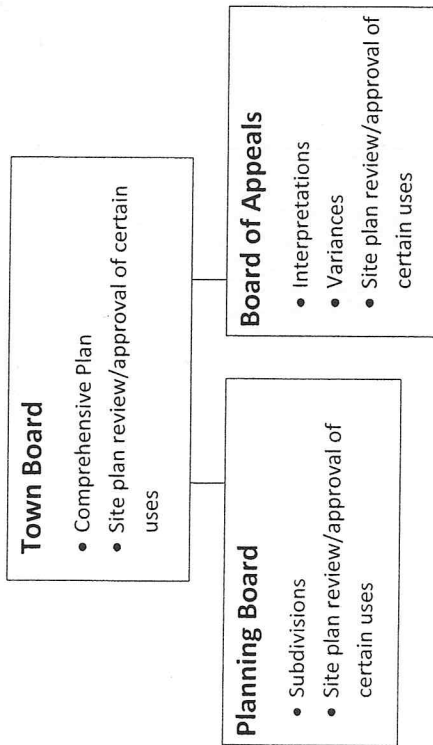 Town Board
• Comprehensive Plan
• Site plan review/approval of certain
uses
Planning Board
• Subdivisions
• Site plan review/approval of
certain uses
Board of Appeals
• Interpretations
• Variances
• Site plan review/approval of
certain uses